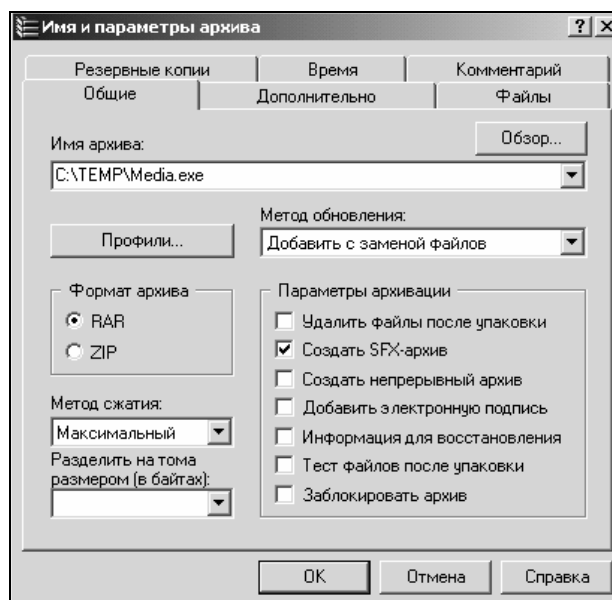 Имя и параметры архива
Резервные копии
Время
Комментарий
Общие
Дополнительно
Файлы
Имя архива:
Обзор...
C:\TEMP\Media.exe
Метод обновления:
Профили...
Добавить с заменой файлов
Формат архива
RAR
ZIP
Метод сжатия:
Максимальный
Разделить на тома
размером (в байтах):
Параметры архивации
Удалить файлы после упаковки
Создать SFX-архив
Создать непрерывный архив
Добавить электронную подпись
Информация для восстановления
Тест файлов после упаковки
Заблокировать архив
OK
Отмена
Справка